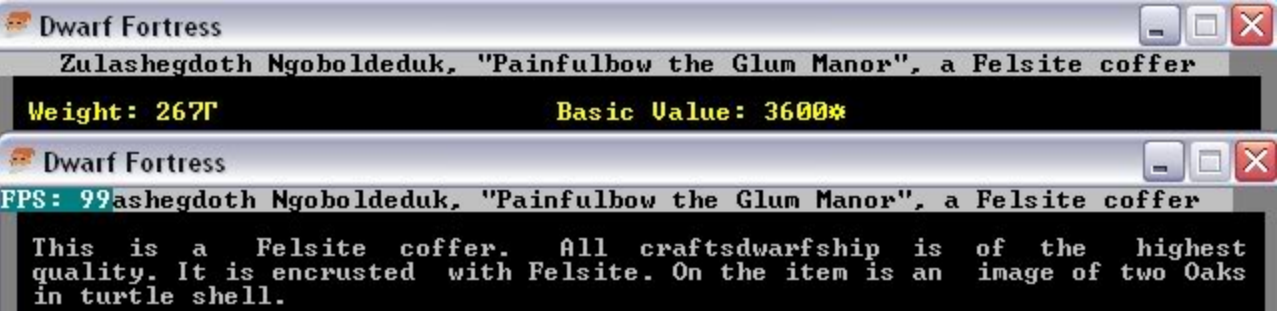 Dwarf Fortress
Zulashegdoth Ngoboldeduk, "Painfulbow the Glum Manor", a Felsite coffer
Weight: 267Γ Basic Value: 3600☼
Dwarf Fortress
FPS: 99ashegdoth Ngoboldeduk, "Painfulbow the Glum Manor", a Felsite coffer
This is a Felsite coffer. All craftsdwarfship is of the highest
quality. It is encrusted with Felsite. On the item is an image of two Oaks
in turtle shell.